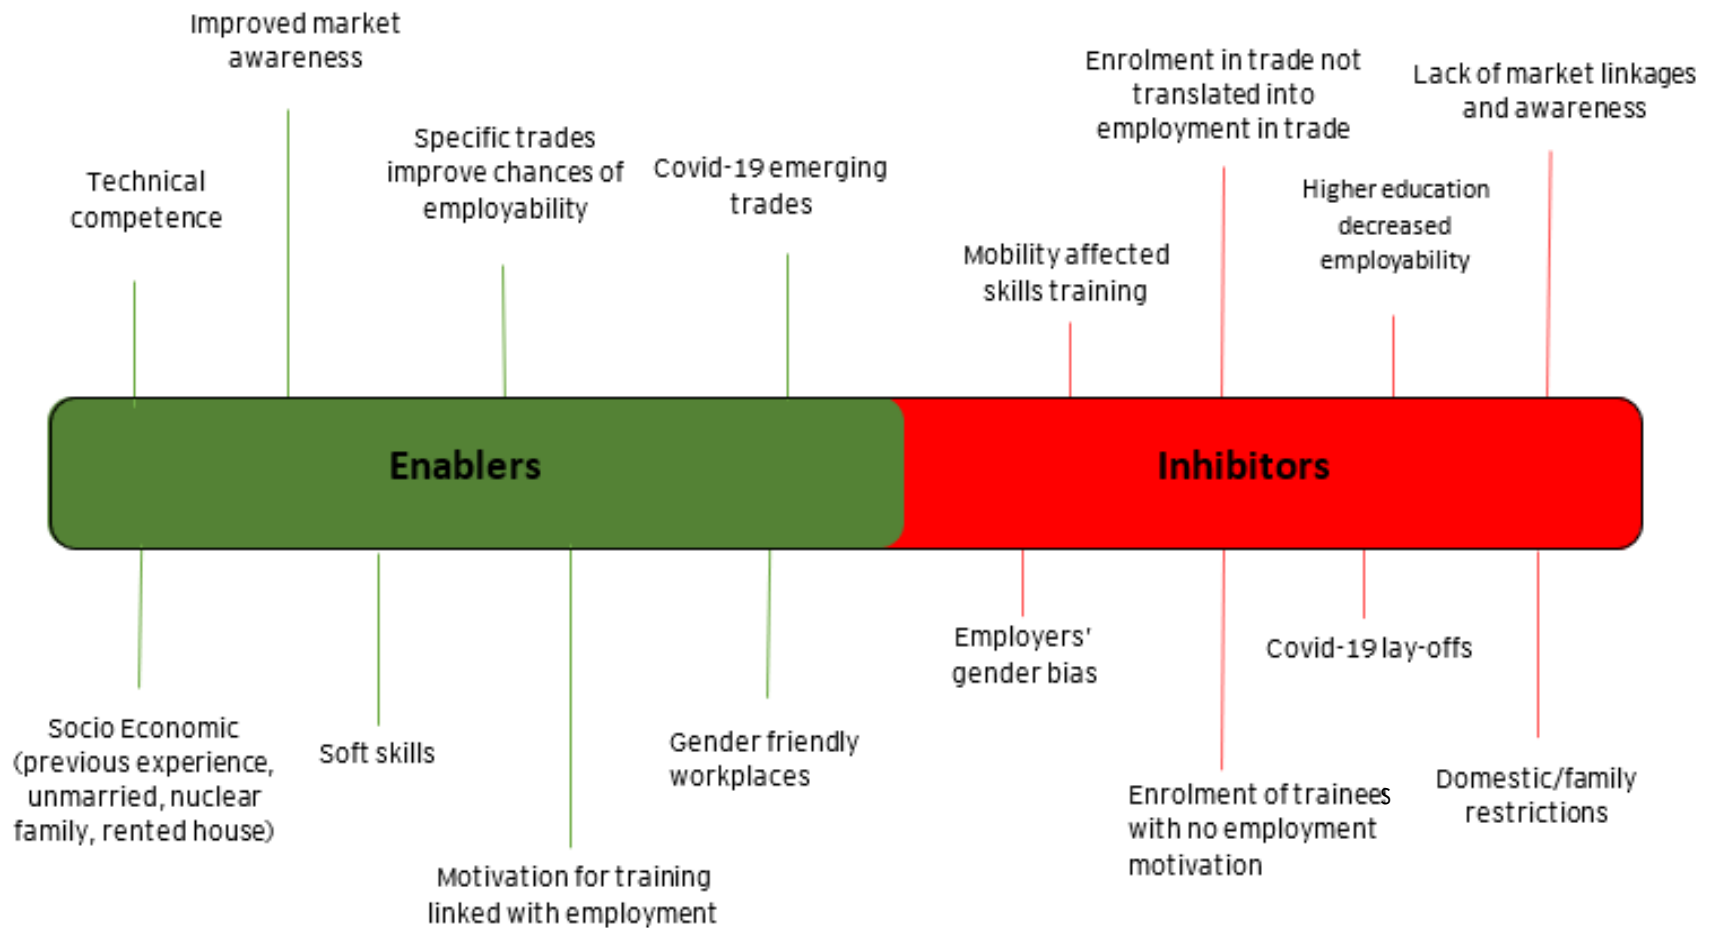 Improved market
awareness
Technical
competence
Specific trades
improve chances of
employability
Covid-19 emerging
trades
Mobility affected
skills training
Enrolment in trade not
translated into
employment in trade
Higher education
decreased
employability
Lack of market linkages
and awareness
Enablers
Inhibitors
Socio Economic
(previous experience,
unmarried, nuclear
family, rented house)
Soft skills
Motivation for training
linked with employment
Gender friendly
workplaces
Employers'
gender bias
Enrolment of trainees
with no employment
motivation
Covid-19 lay-offs
Domestic/family
restrictions